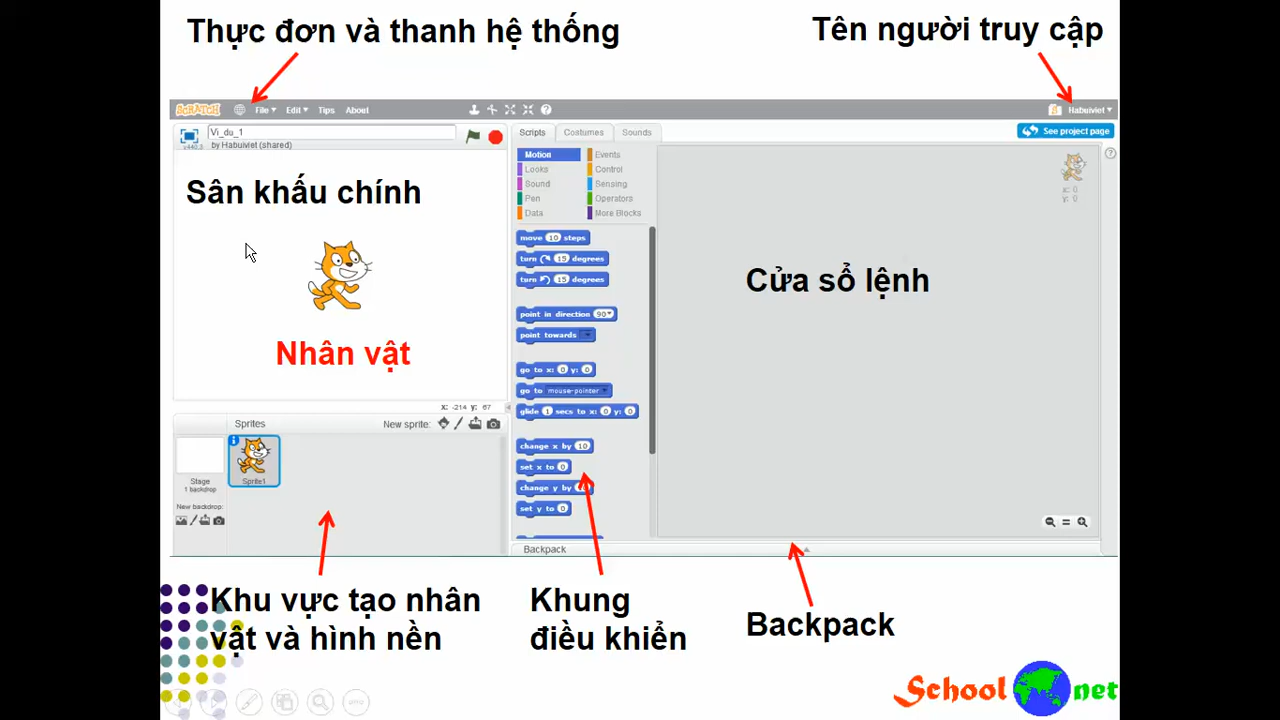 Thực đơn và thanh hệ thống
Tên người truy cập
SCRATCH File Edit Tips About
Habuiviet
Vi_du_1
by Habuiviet (shared)
v440.3
Scripts Costumes Sounds
See project page
Motion Events
Looks Control
Sound Sensing
Pen Operators
Data More Blocks
x: 0
y: 0
Sân khấu chính
Nhân vật
Cửa sổ lệnh
move 10 steps
turn 15 degrees
turn 15 degrees
point in direction 90
point towards
go to x: 0 y: 0
go to mouse-pointer
glide 1 secs to x: 0 y: 0
change x by 10
set x to 0
change y by
set y to 0
x: -214 y: 67
Sprites New sprite:
Sprite1
Stage
1 backdrop
New backdrop:
Backpack
Khu vực tạo nhân
vật và hình nền
Khung
điều khiển
Backpack
School net